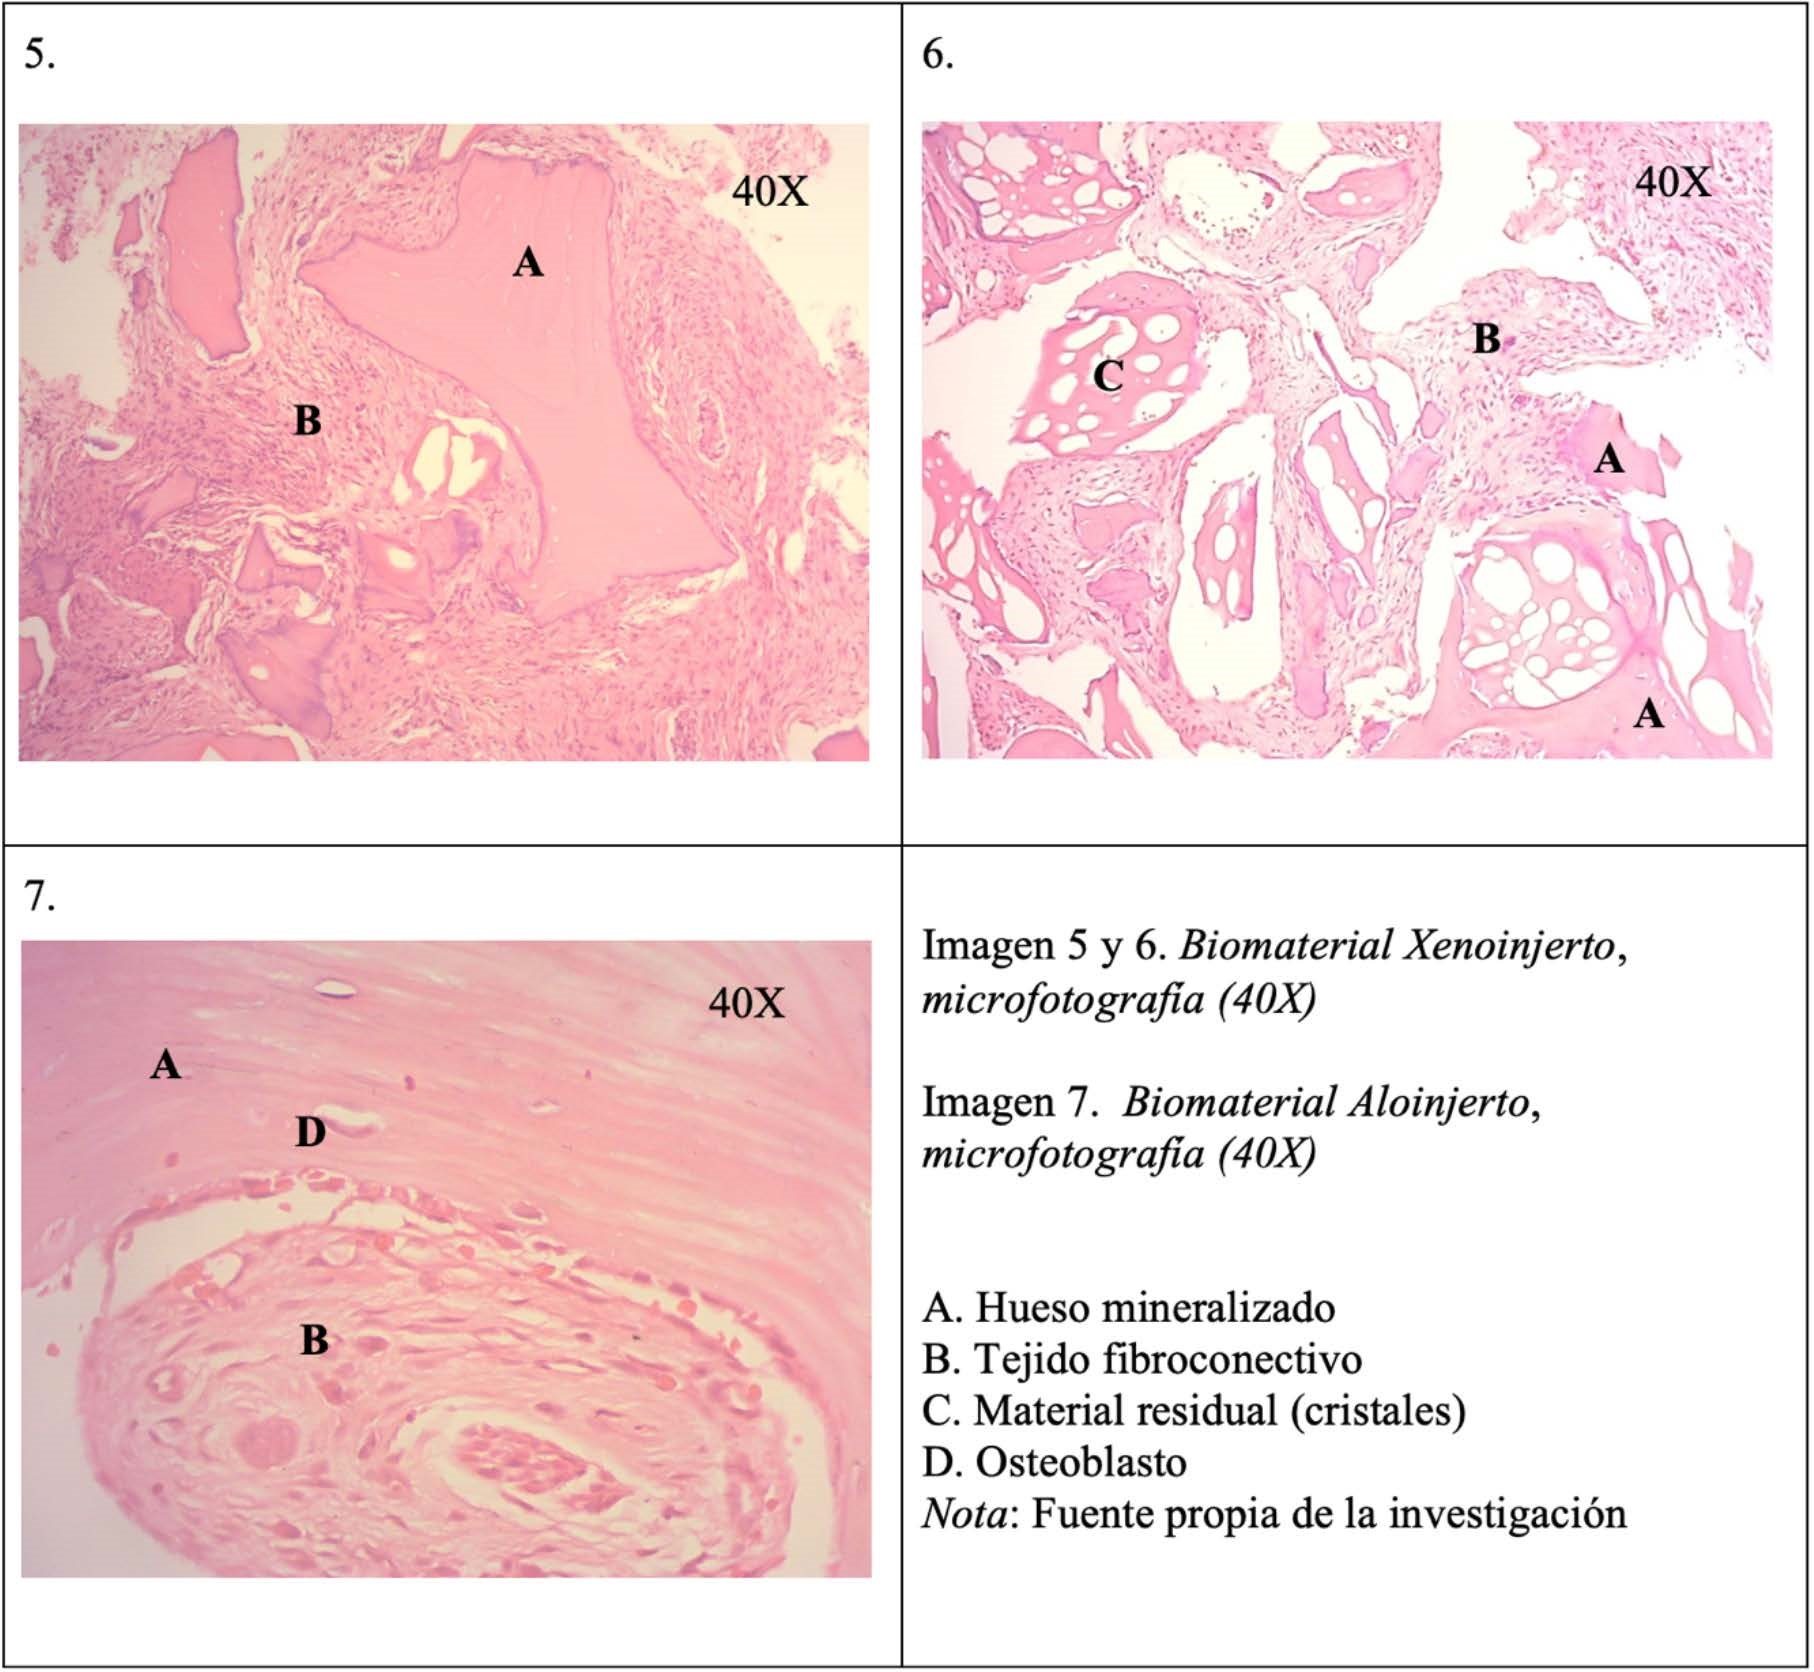 5.
40X
A
B
6.
40X
B
C
A
A
7.
40X
A
D
B
Imagen 5 y 6. Biomaterial Xenoinjerto,
microfotografía (40X)
Imagen 7. Biomaterial Aloinjerto,
microfotografía (40X)
A. Hueso mineralizado
B. Tejido fibroconectivo
C. Material residual (cristales)
D. Osteoblasto
Nota: Fuente propia de la investigación